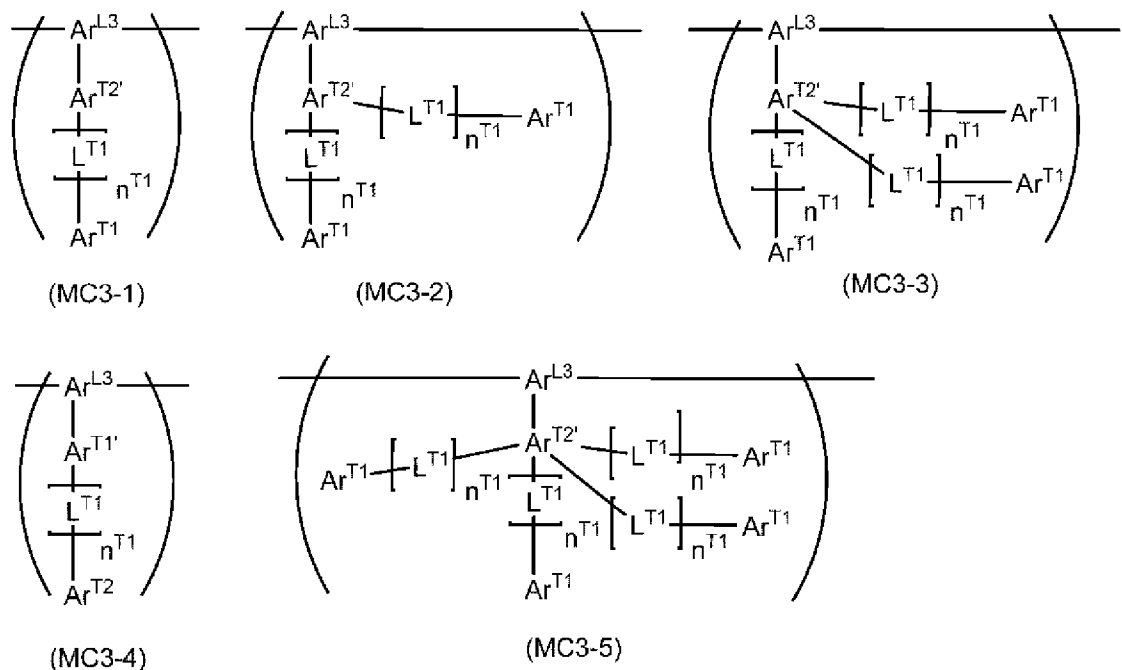 Ar^L3 Ar^L3 Ar^L3
Ar^T2' Ar^T2' L^T1 n^T1 Ar^T1 Ar^T2' L^T1 n^T1 Ar^T1
L^T1 n^T1 L^T1 n^T1 L^T1 n^T1 L^T1 n^T1 Ar^T1
Ar^T1 Ar^T1 Ar^T1
(MC3-1) (MC3-2) (MC3-3)
Ar^L3 Ar^L3
Ar^T1' Ar^T2'
Ar^T1 L^T1 n^T1 L^T1 n^T1 Ar^T1
L^T1 n^T1 L^T1 n^T1 L^T1 n^T1 Ar^T1
Ar^T2 Ar^T1
(MC3-4) (MC3-5)